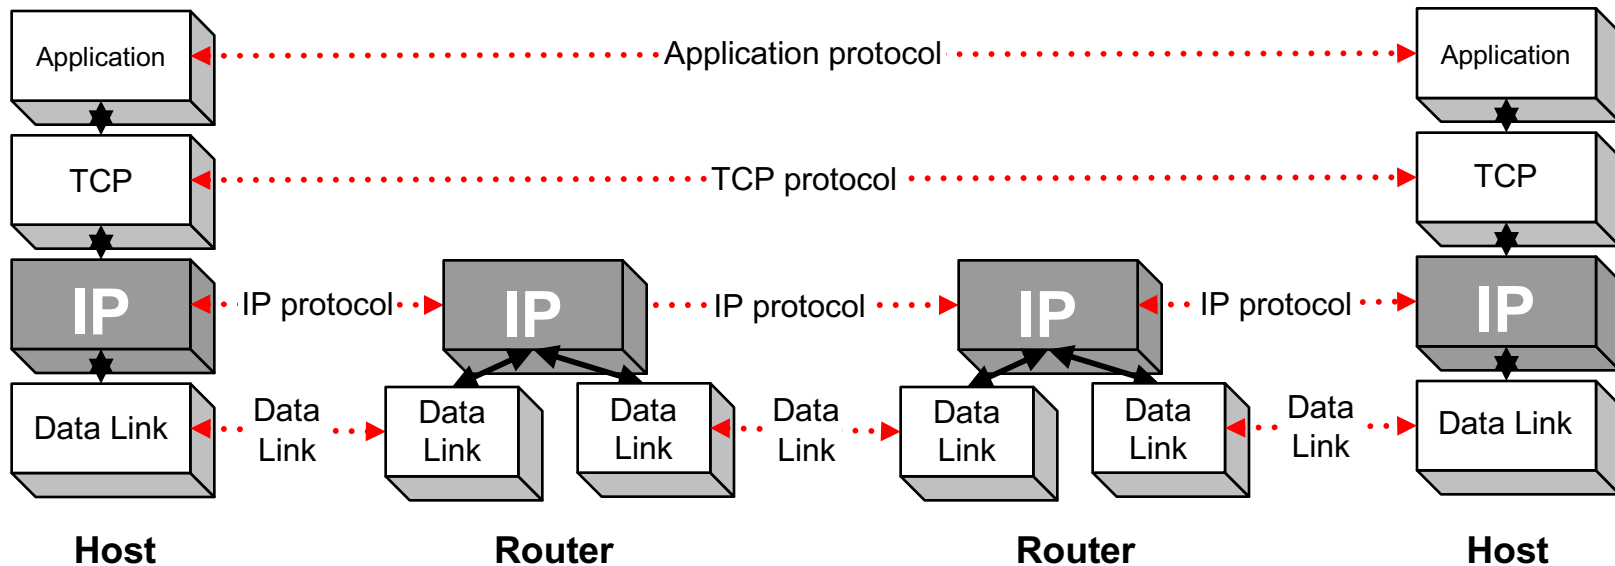 Application
Application protocol
Application
TCP
TCP protocol
TCP
IP
IP protocol
IP
IP protocol
IP
IP protocol
IP
Data Link
Data
Link
Data
Link
Data
Link
Data
Link
Data
Link
Data
Link
Data
Link
Data Link
Host
Router
Router
Host